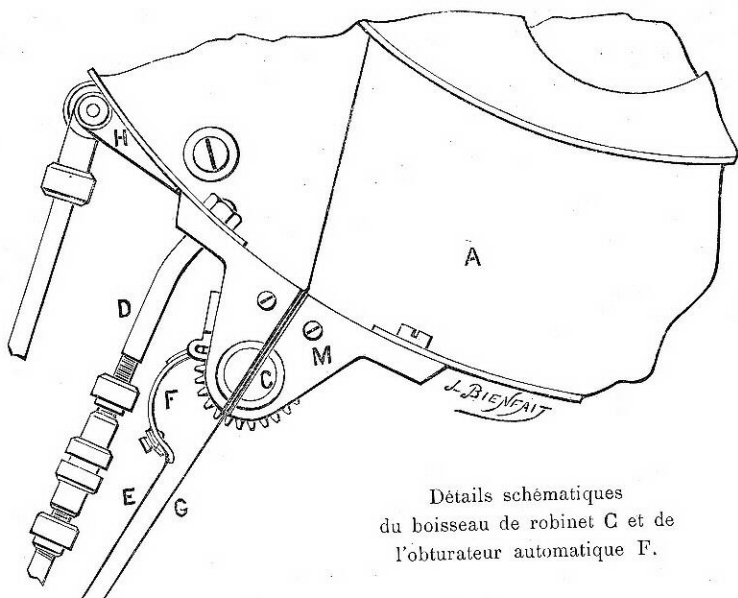 H
A
D
M
C
F
J. BIENFAIT
E
G
Détails schématiques
du boisseau de robinet C et de
l'obturateur automatique F.